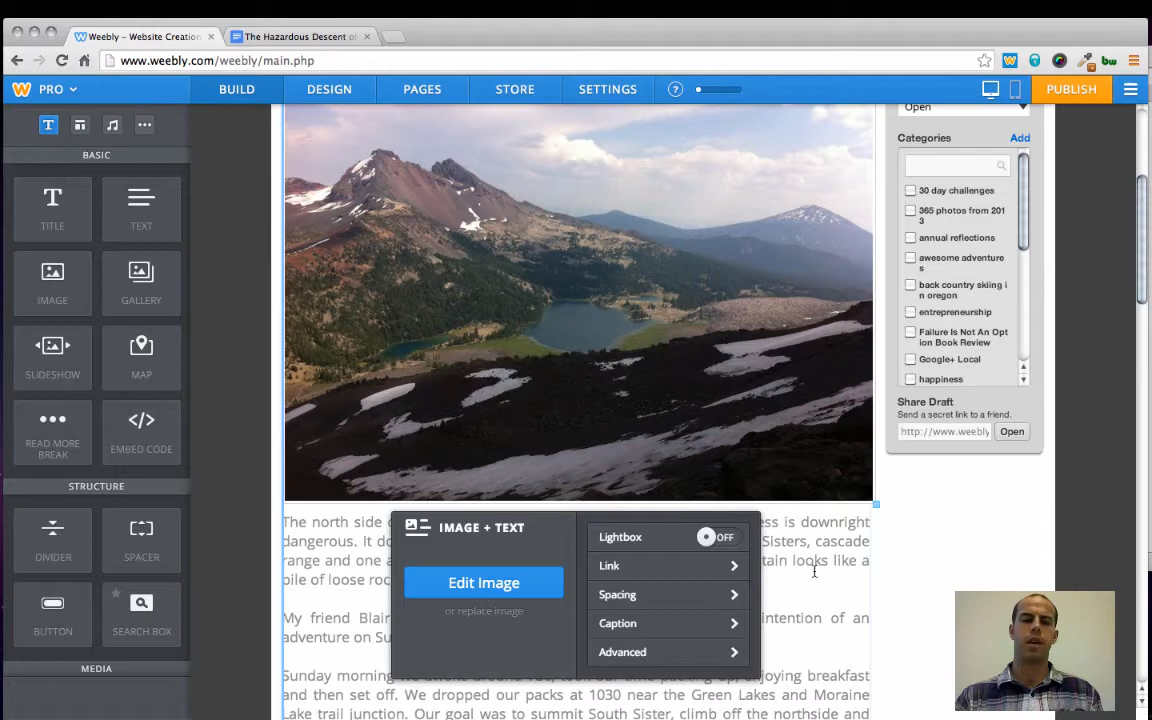 Weebly - Website Creation
The Hazardous Descent of
www.weebly.com/weebly/main.php
PRO
BUILD
DESIGN
PAGES
STORE
SETTINGS
?
PUBLISH
BASIC
TITLE
TEXT
IMAGE
GALLERY
SLIDESHOW
MAP
READ MORE
BREAK
EMBED CODE
STRUCTURE
DIVIDER
SPACER
BUTTON
SEARCH BOX
MEDIA
Open
Categories Add
30 day challenges
365 photos from 201
3
annual reflections
awesome adventure
s
back country skiing i
n oregon
entrepreneurship
Failure Is Not An Opt
ion Book Review
Google+ Local
happiness
Share Draft
Send a secret link to a friend.
http://www.weebly Open
The north side is downright
dangerous. It Sisters, cascade
range and one looks like a
pile of loose
My friend Blair intention of an
adventure on
Sunday morning enjoying breakfast
and then set off. We dropped our packs at 1030 near the Green Lakes and Moraine
Lake trail junction. Our goal was to summit South Sister, climb off the northside and
IMAGE + TEXT
Edit Image
or replace image
Lightbox OFF
Link
Spacing
Caption
Advanced